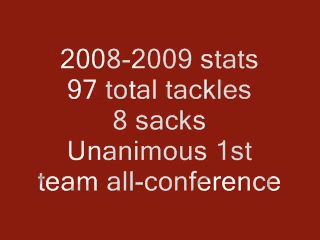 2008-2009 stats
97 total tackles
8 sacks
Unanimous 1st
team all-conference